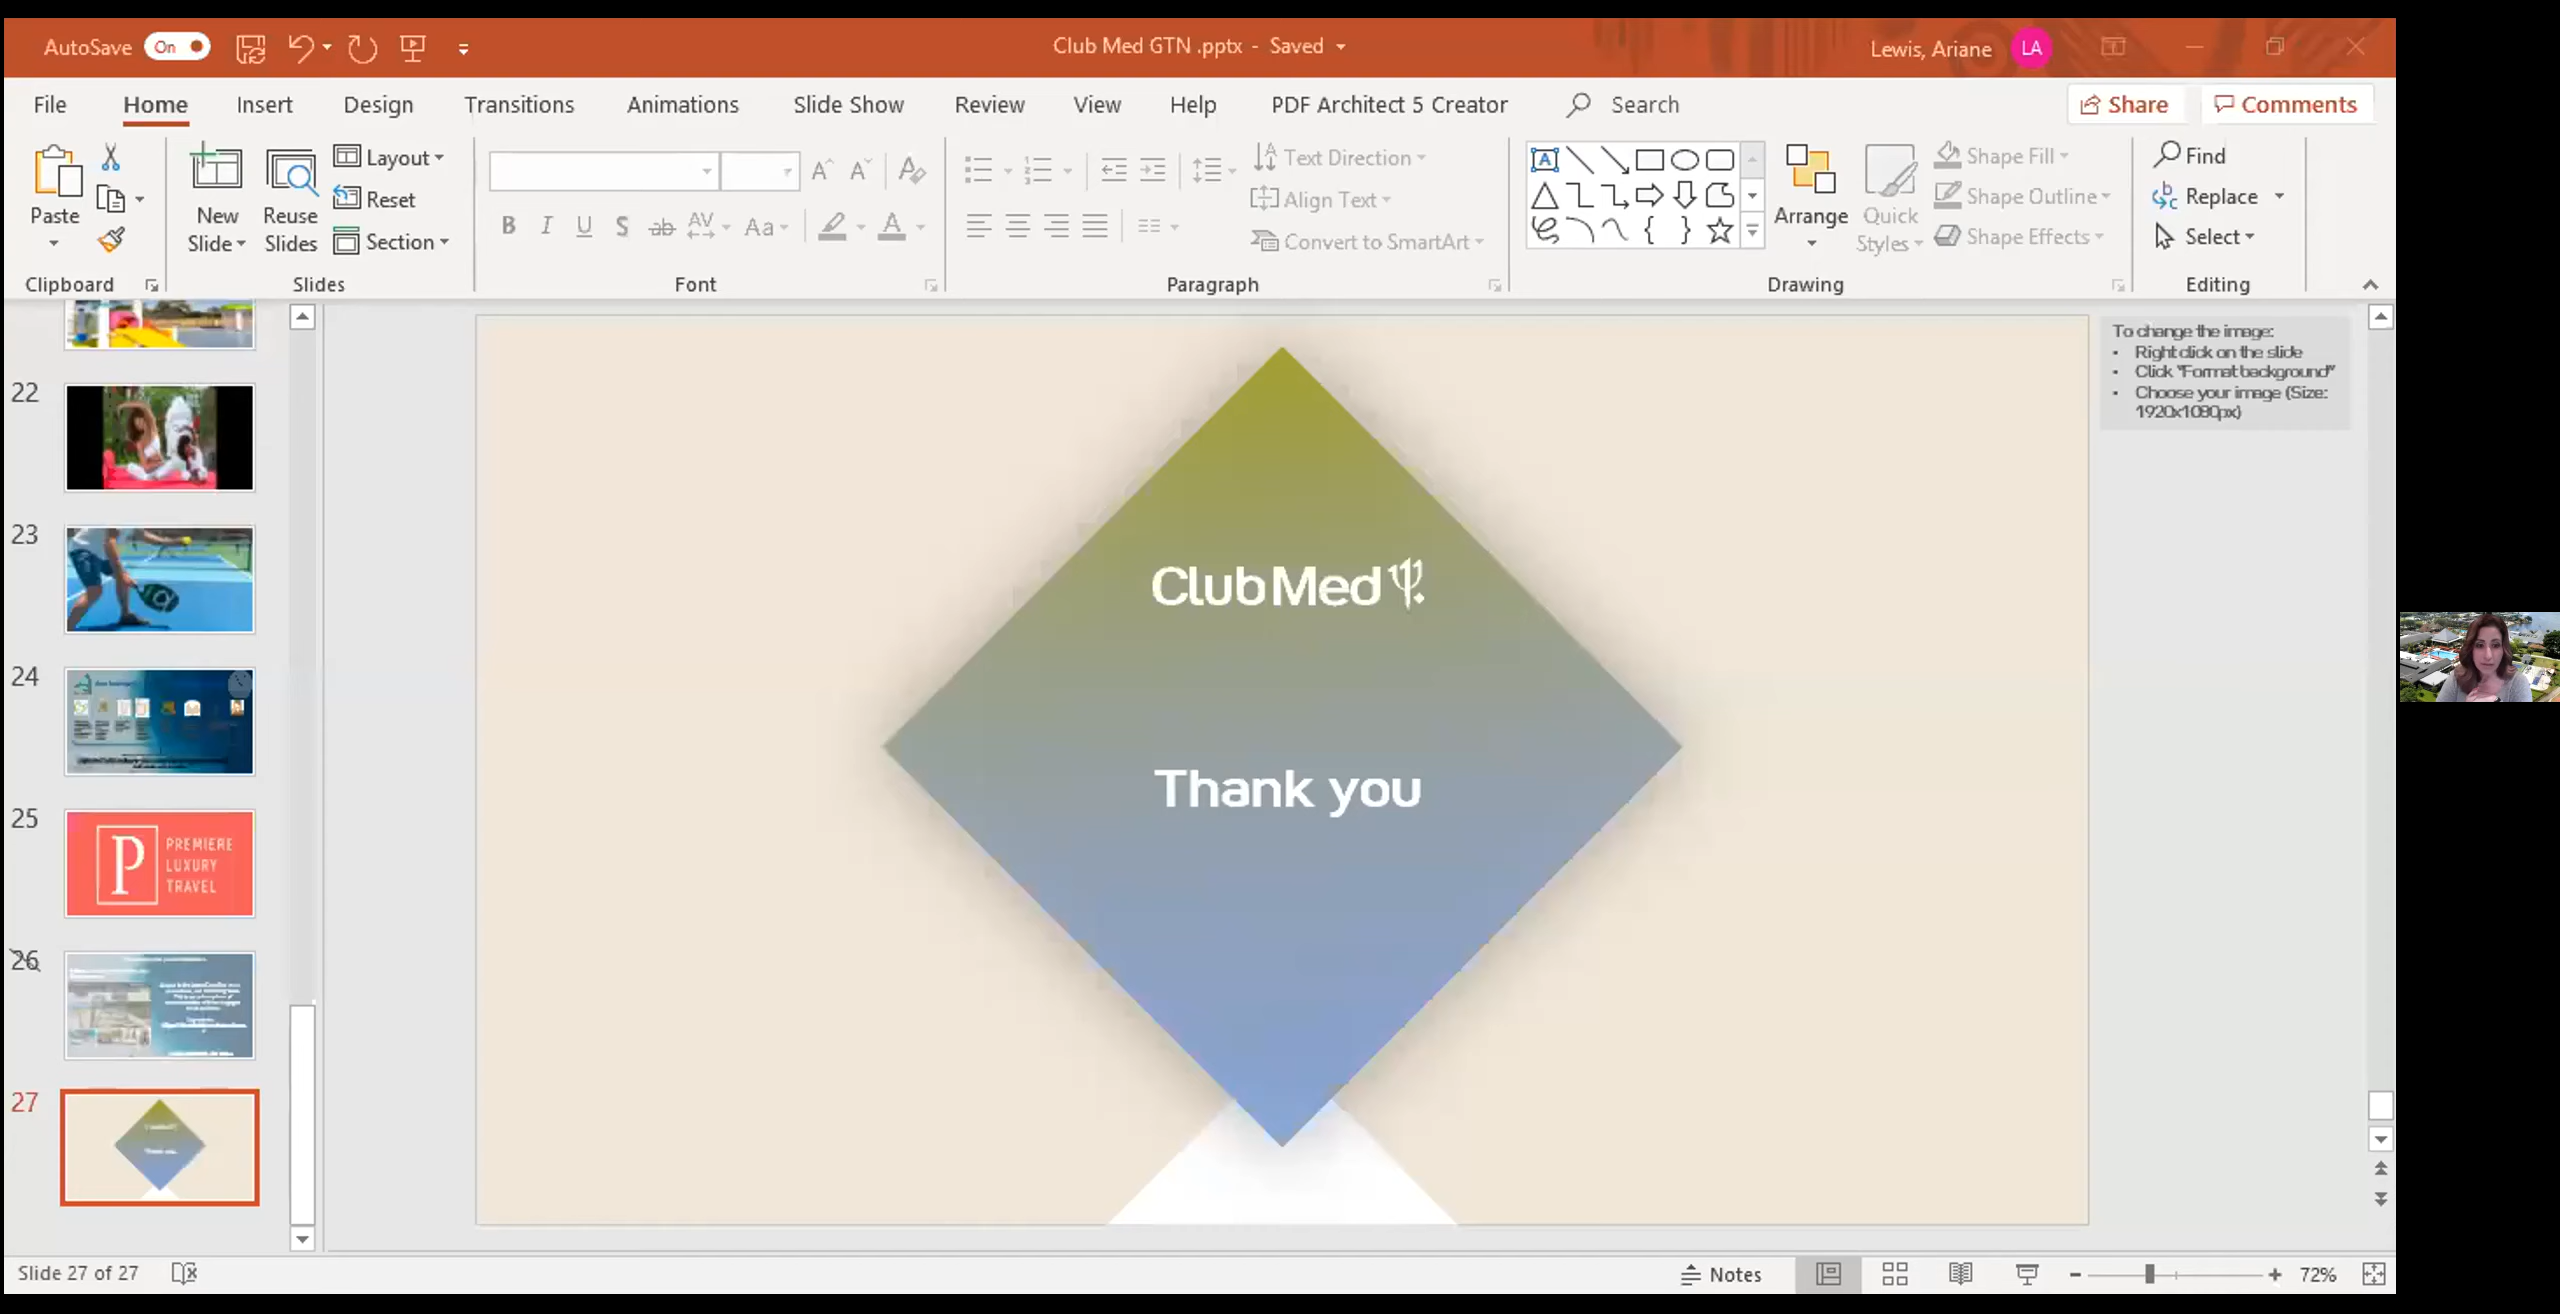 AutoSave On
Club Med GTN .pptx - Saved
Lewis, Ariane LA
File Home Insert Design Transitions Animations Slide Show Review View Help PDF Architect 5 Creator Search
Share Comments
Paste
New
Slide
Reuse
Slides
Layout
Reset
Section
Text Direction
Align Text
Convert to SmartArt
Arrange
Quick
Styles
Shape Fill
Shape Outline
Shape Effects
Find
Replace
Select
Clipboard Slides Font Paragraph Drawing Editing
22
23
24
25
PREMIERE
LUXURY
TRAVEL
26
27
Club Med
Thank you
To change the image:
• Right click on the slide
• Click "Format background"
• Choose your image (Size:
1920x1080px)
Slide 27 of 27
Notes
72%